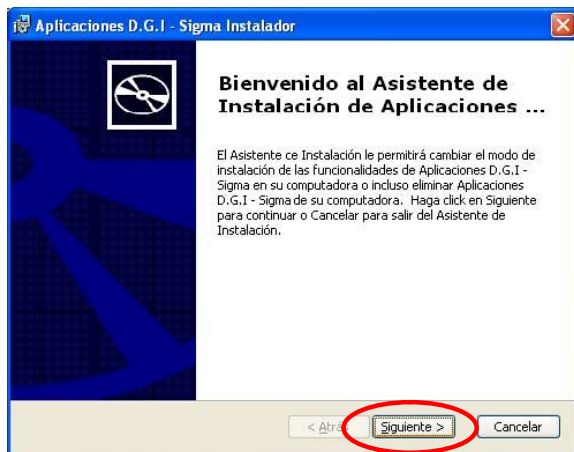 Aplicaciones D.G.I - Sigma Instalador
Bienvenido al Asistente de
Instalación de Aplicaciones ...
El Asistente ce Instalación le permitirá cambiar el modo de
instalación de las funcionalidades de Aplicaciones D.G.I -
Sigma en su computadora o incluso eliminar Aplicaciones
D.G.I - Sigma de su computadora. Haga click en Siguiente
para continuar o Cancelar para salir del Asistente de
Instalación.
< Atrás Siguiente > Cancelar